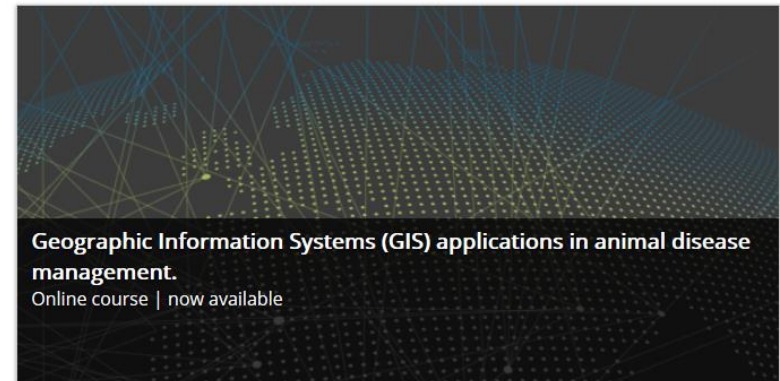 Geographic Information Systems (GIS) applications in animal disease
management.
Online course | now available